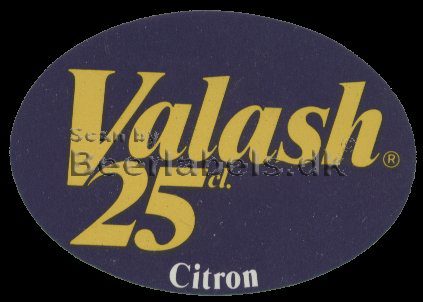 Valash®
Scan by
Beerlabels.dk
25 cl.
Citron